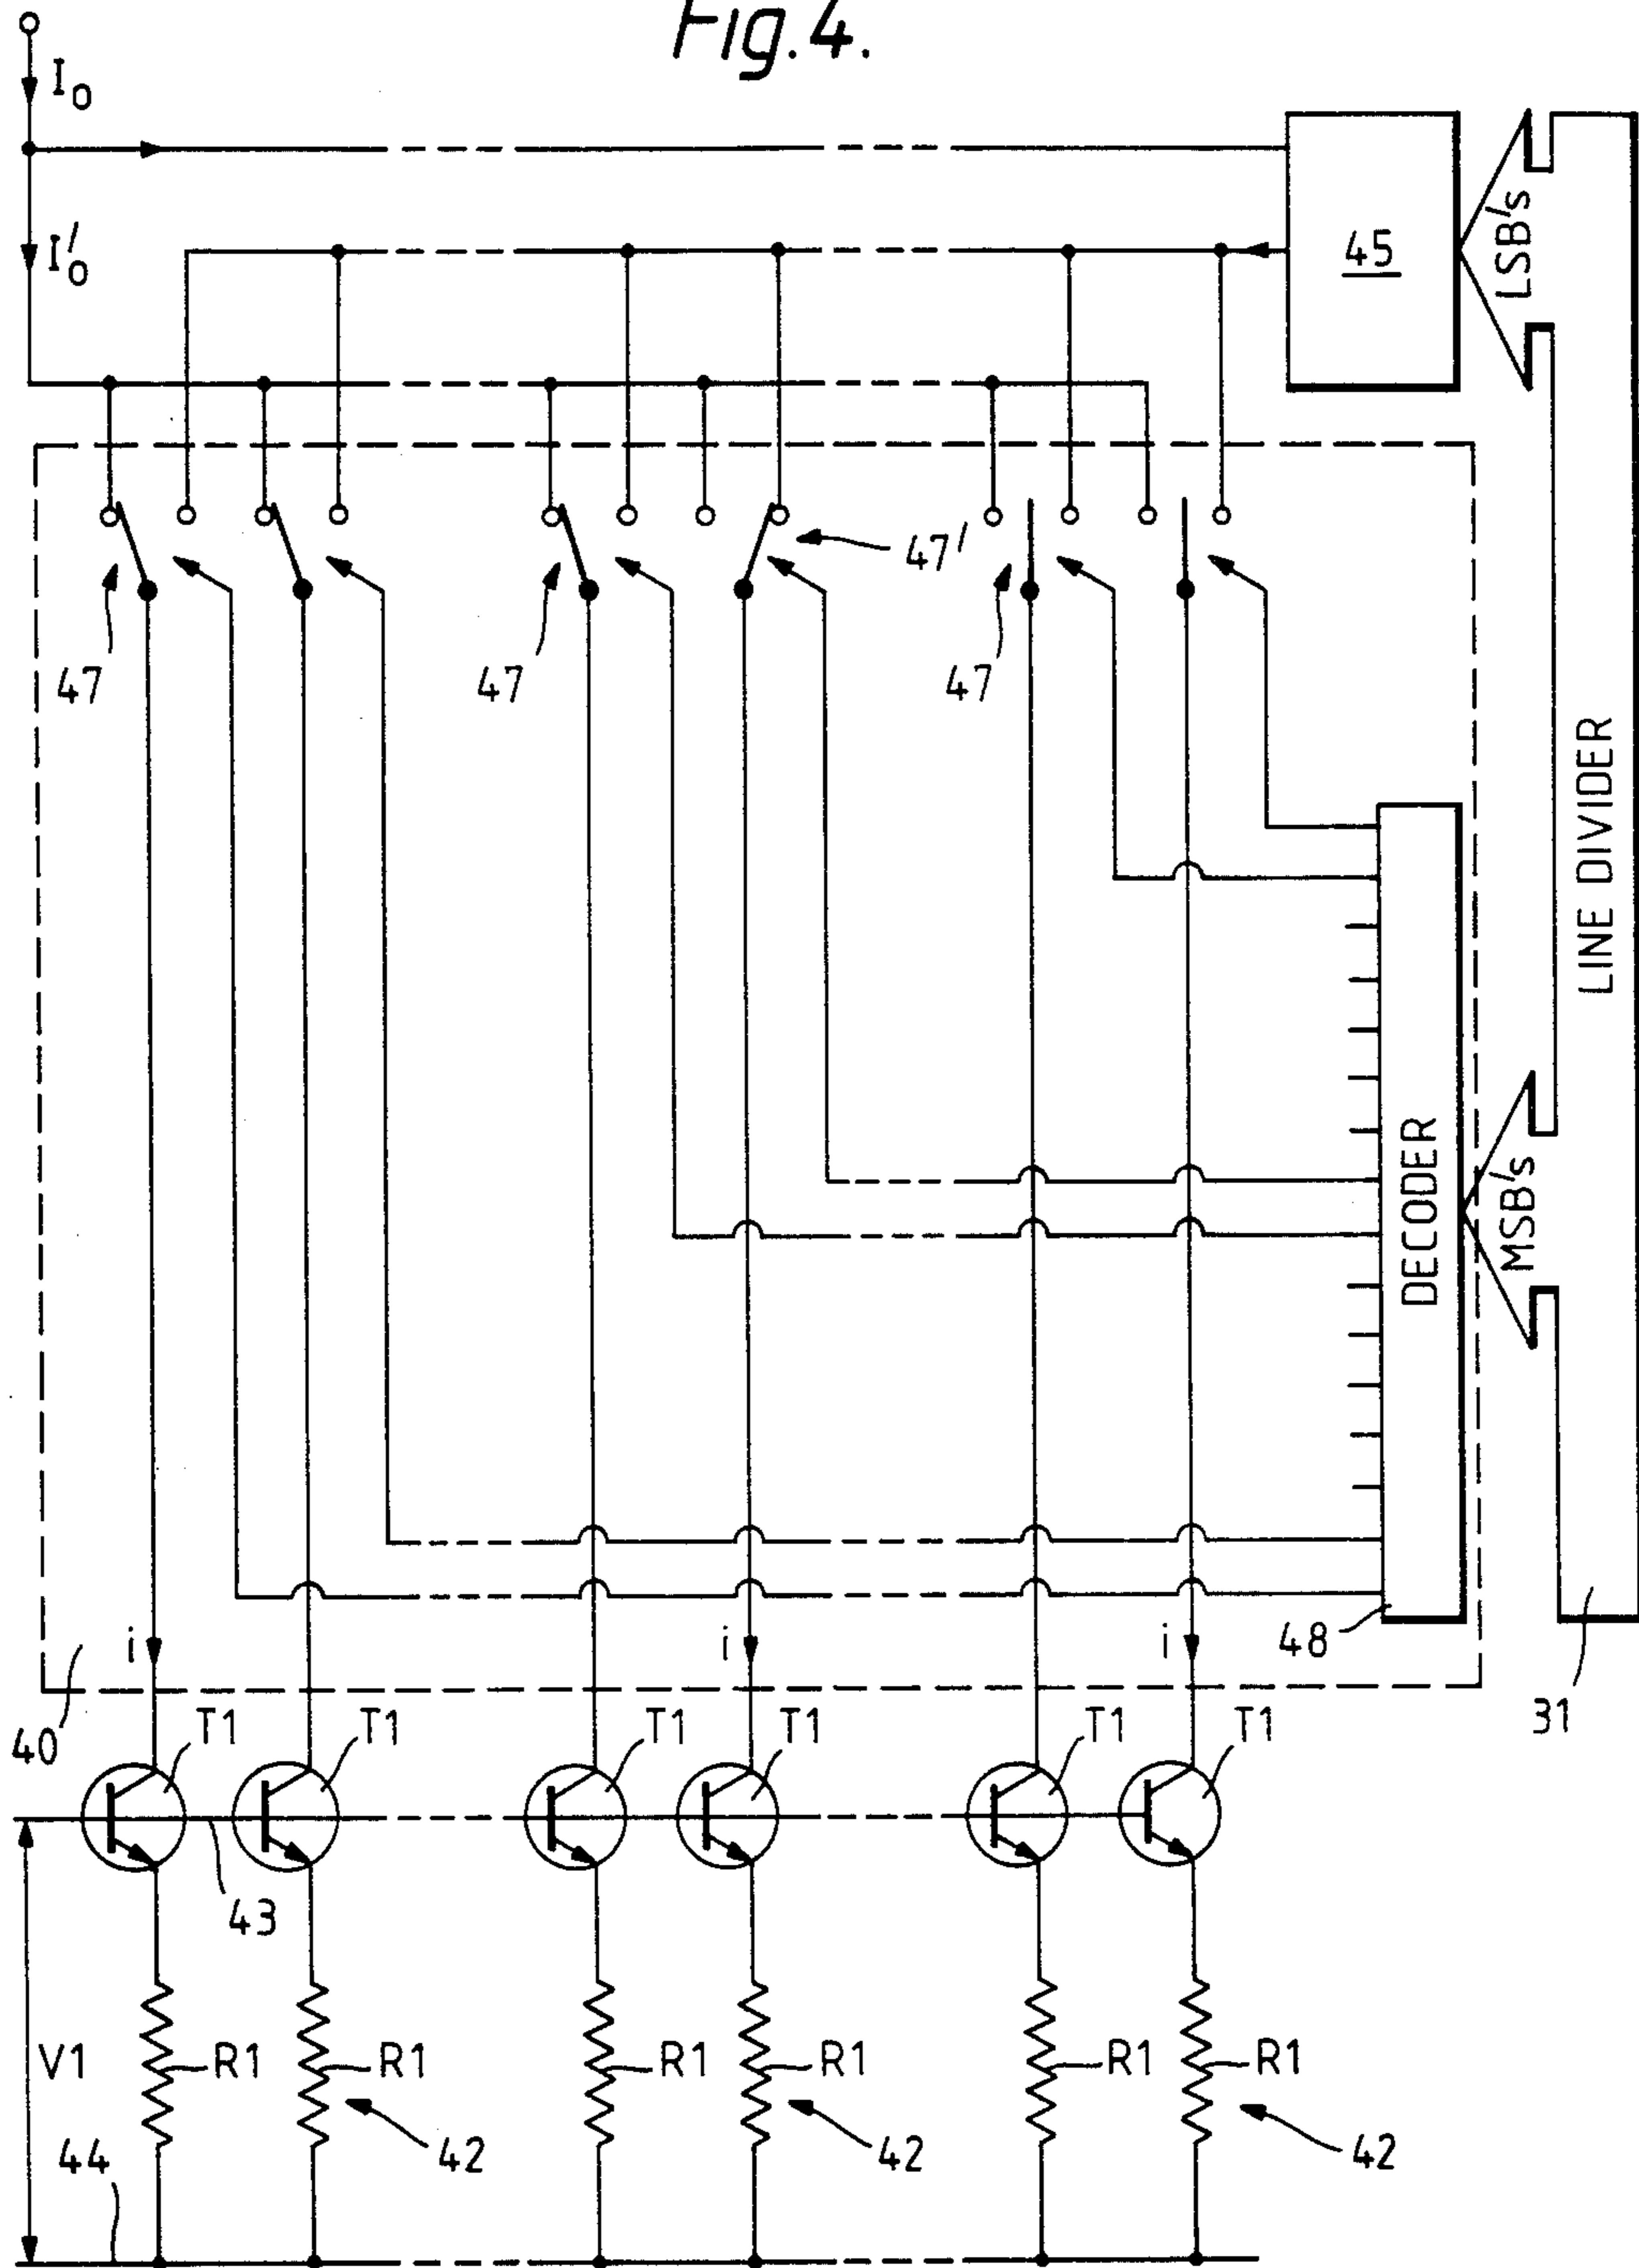 Fig.4.
I₀
I₀'
45
LSB's
47'
47
47
47
LINE DIVIDER
DECODER
MSB's
i
i
i
48
31
40
T1
T1
T1
T1
T1
T1
43
V1
R1
R1
R1
R1
R1
R1
44
42
42
42